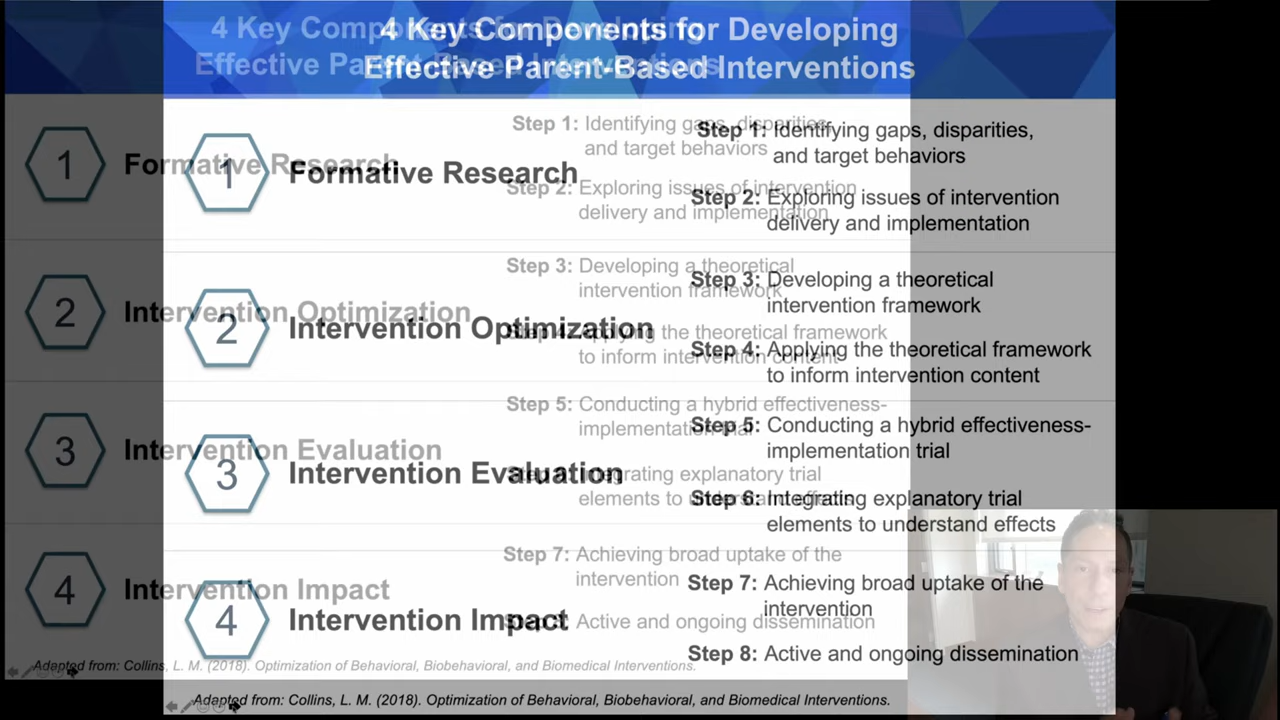 4 Key Components for Developing
Effective Parent-Based Interventions
1
Formative Research
Step 1: Identifying gaps, disparities,
and target behaviors
Step 2: Exploring issues of intervention
delivery and implementation
2
Intervention Optimization
Step 3: Developing a theoretical
intervention framework
Step 4: Applying the theoretical framework
to inform intervention content
3
Intervention Evaluation
Step 5: Conducting a hybrid effectiveness-
implementation trial
Step 6: Integrating explanatory trial
elements to understand effects
4
Intervention Impact
Step 7: Achieving broad uptake of the
intervention
Step 8: Active and ongoing dissemination
Adapted from: Collins, L. M. (2018). Optimization of Behavioral, Biobehavioral, and Biomedical Interventions.